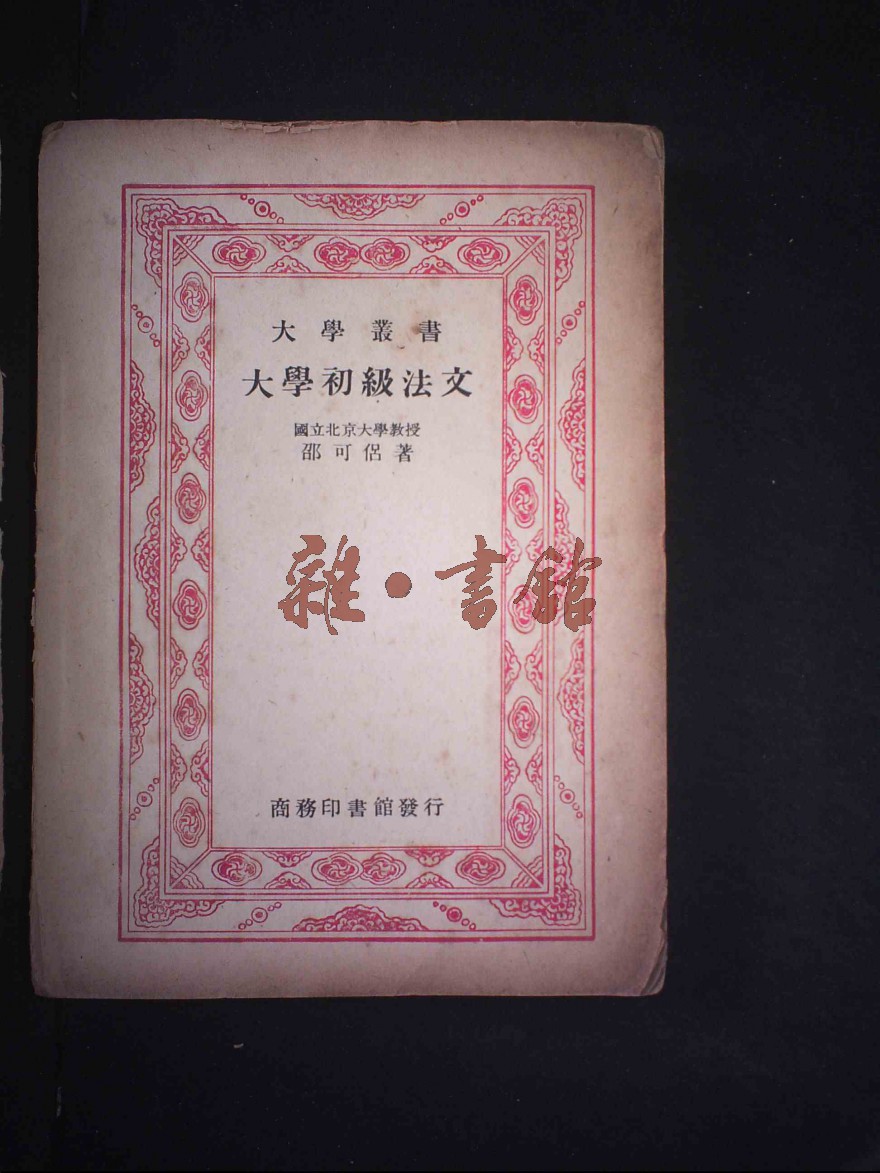 大學叢書
大學初級法文
國立北京大學教授
邵可侶著
雜·書館
商務印書館發行